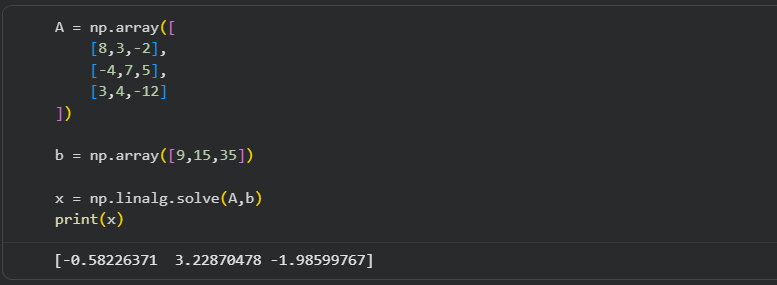 A = np.array([
    [8,3,-2],
    [-4,7,5],
    [3,4,-12]
])
b = np.array([9,15,35])
x = np.linalg.solve(A,b)
print(x)
[-0.58226371  3.22870478 -1.98599767]